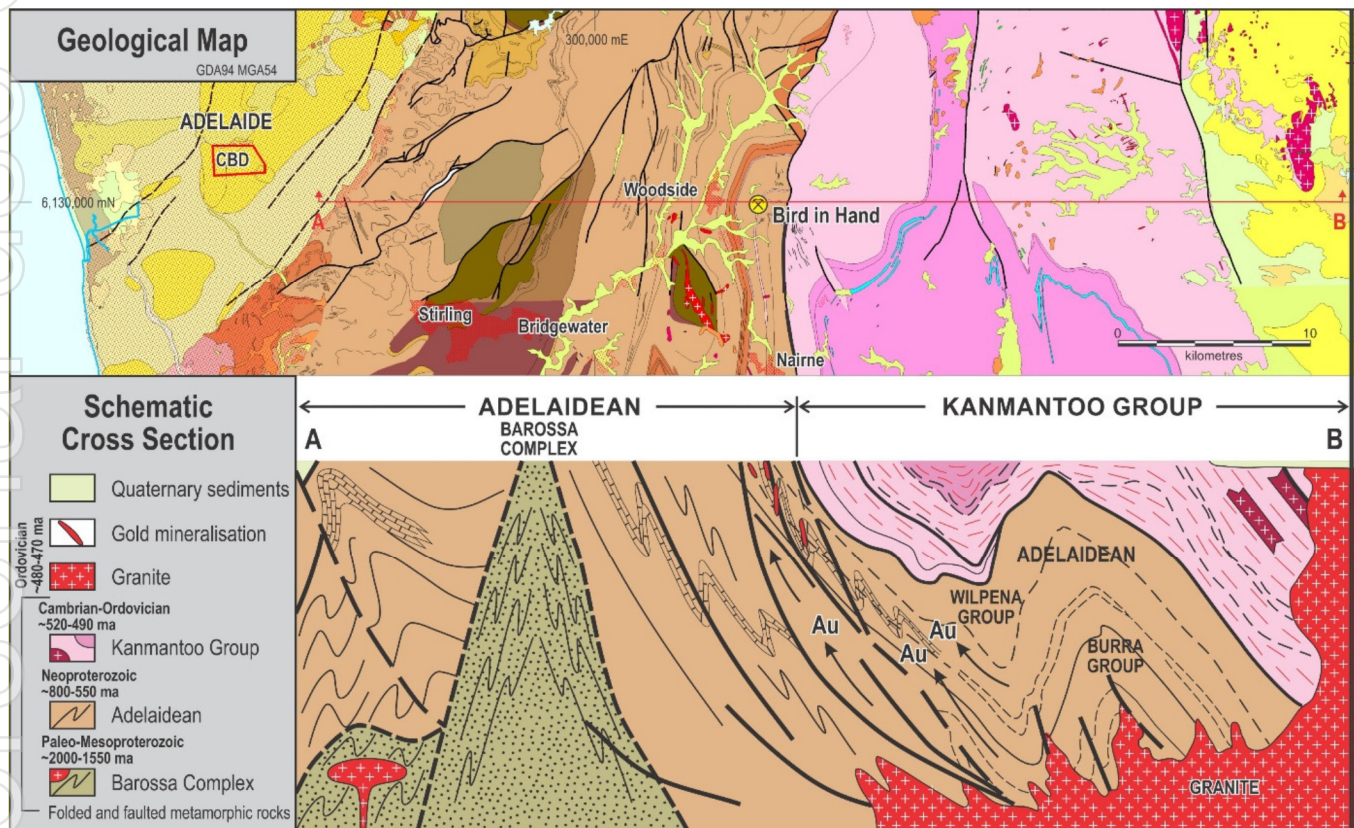 Geological Map
GDA94 MGA54
300,000 mE
ADELAIDE
CBD
6,130,000 mN
A
Woodside
Bird in Hand
B
Stirling
Bridgewater
Nairne
0 10
kilometres
Schematic
Cross Section
A
ADELAIDEAN
BAROSSA
COMPLEX
KANMANTOO GROUP
B
Quaternary sediments
Gold mineralisation
Granite
Ordovician
~480-470 ma
Cambrian-Ordovician
~520-490 ma
Kanmantoo Group
Neoproterozoic
~800-550 ma
Adelaidean
Paleo-Mesoproterozoic
~2000-1550 ma
Barossa Complex
Folded and faulted metamorphic rocks
ADELAIDEAN
WILPENA
GROUP
BURRA
GROUP
Au
Au
Au
GRANITE